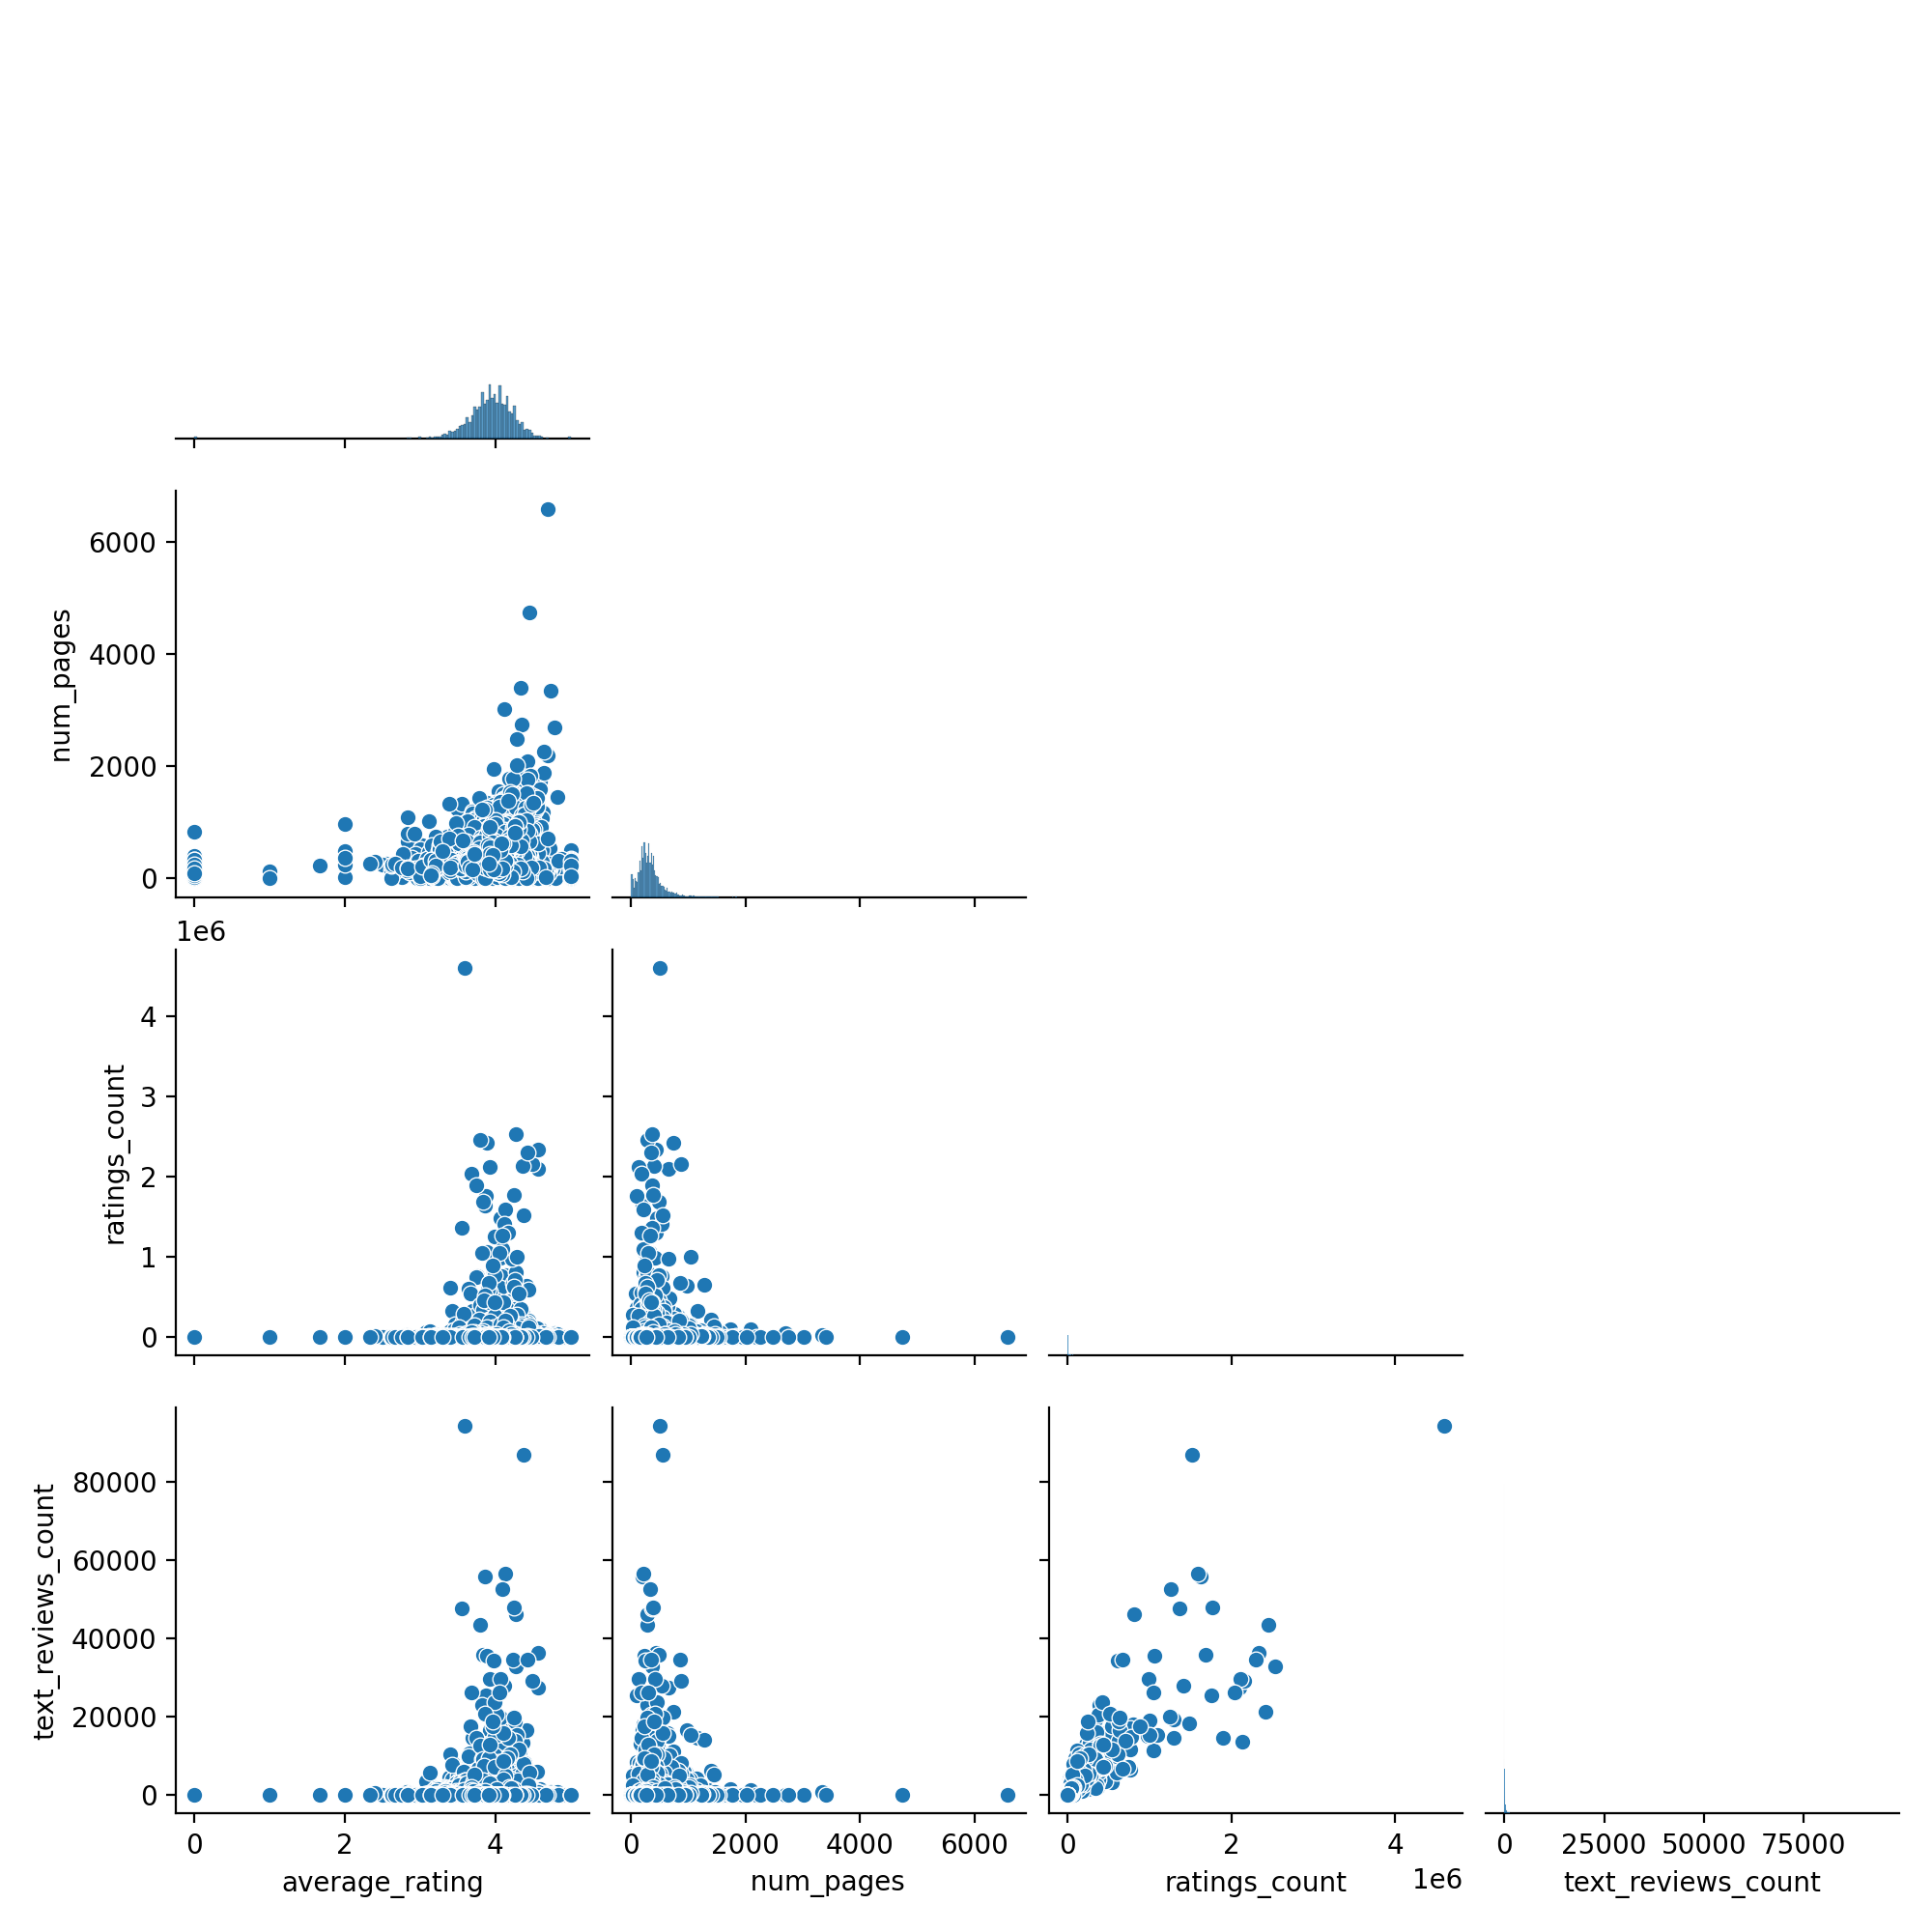 6000
4000
2000
0
num_pages
1e6
4
3
2
1
0
ratings_count
80000
60000
40000
20000
0
text_reviews_count
0 2 4
average_rating
0 2000 4000 6000
num_pages
0 2 4
1e6
ratings_count
0 25000 50000 75000
text_reviews_count